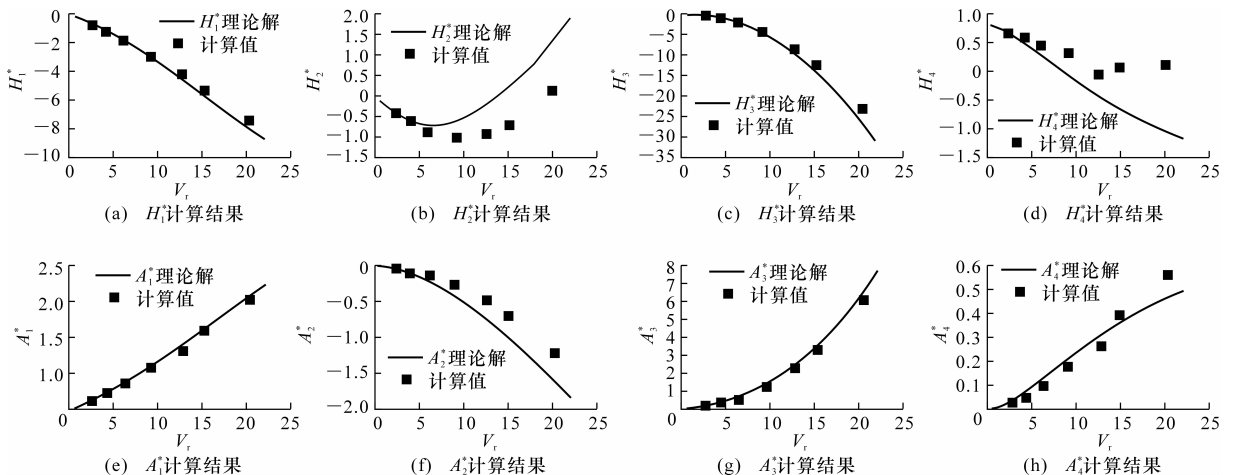 0
−2
−4
−6
−8
−10
H₁*
H₁*理论解
计算值
0 5 10 15 20 25
Vᵣ
(a) H₁*计算结果
2.0
1.5
1.0
0.5
0
−0.5
−1.0
−1.5
H₂*
H₂*理论解
计算值
0 5 10 15 20 25
Vᵣ
(b) H₂*计算结果
5
0
−5
−10
−15
−20
−25
−30
−35
H₃*
H₃*理论解
计算值
0 5 10 15 20 25
Vᵣ
(c) H₃*计算结果
1.0
0.5
0
−0.5
−1.0
−1.5
H₄*
H₄*理论解
计算值
0 5 10 15 20 25
Vᵣ
(d) H₄*计算结果
2.5
2.0
1.5
1.0
A₁*
A₁*理论解
计算值
0 5 10 15 20 25
Vᵣ
(e) A₁*计算结果
0
−0.5
−1.0
−1.5
−2.0
A₂*
A₂*理论解
计算值
0 5 10 15 20 25
Vᵣ
(f) A₂*计算结果
8
7
6
5
4
3
2
1
A₃*
A₃*理论解
计算值
0 5 10 15 20 25
Vᵣ
(g) A₃*计算结果
0.6
0.5
0.4
0.3
0.2
0.1
A₄*
A₄*理论解
计算值
0 5 10 15 20 25
Vᵣ
(h) A₄*计算结果